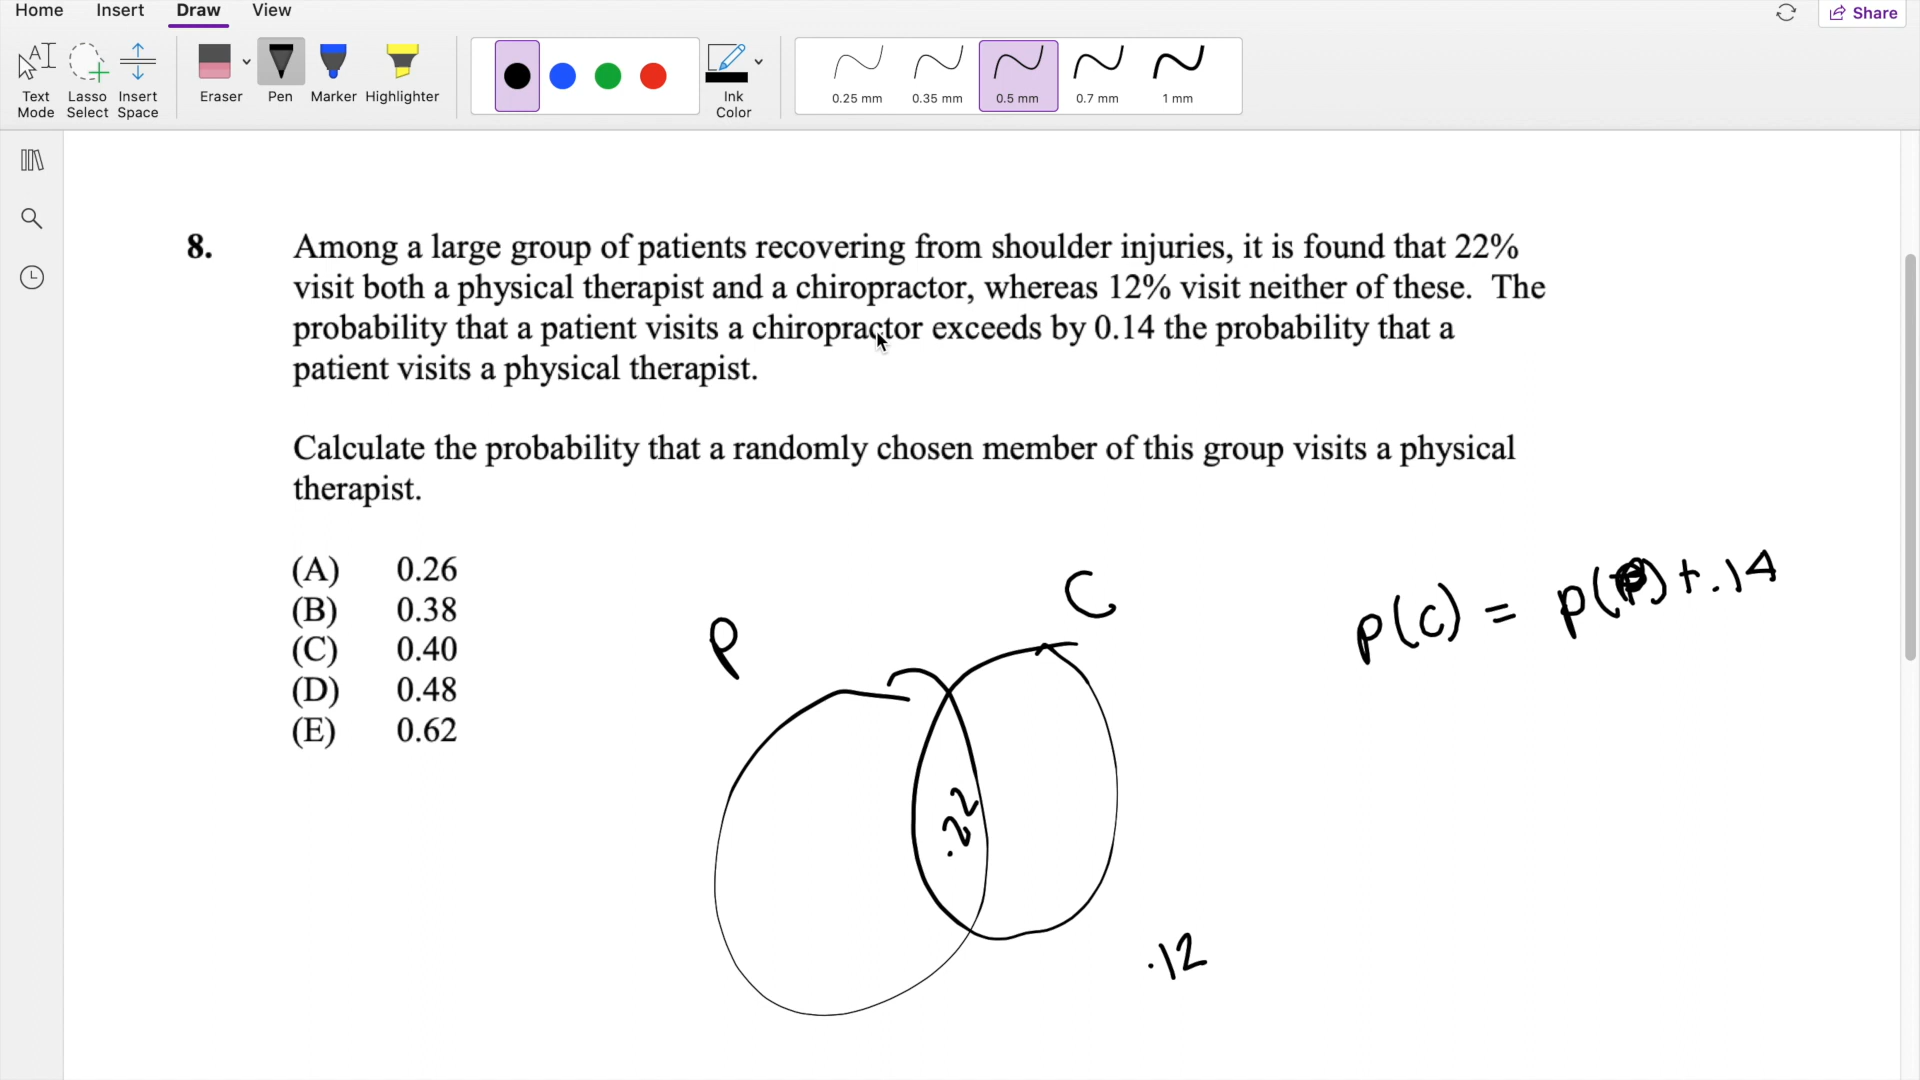 Home Insert Draw View
Share
Text Mode
Lasso Select
Insert Space
Eraser
Pen
Marker
Highlighter
Ink Color
0.25 mm
0.35 mm
0.5 mm
0.7 mm
1 mm
8. Among a large group of patients recovering from shoulder injuries, it is found that 22%
visit both a physical therapist and a chiropractor, whereas 12% visit neither of these. The
probability that a patient visits a chiropractor exceeds by 0.14 the probability that a
patient visits a physical therapist.
Calculate the probability that a randomly chosen member of this group visits a physical
therapist.
(A) 0.26
(B) 0.38
(C) 0.40
(D) 0.48
(E) 0.62
P
C
.22
.12
P(C) = P(P) + .14